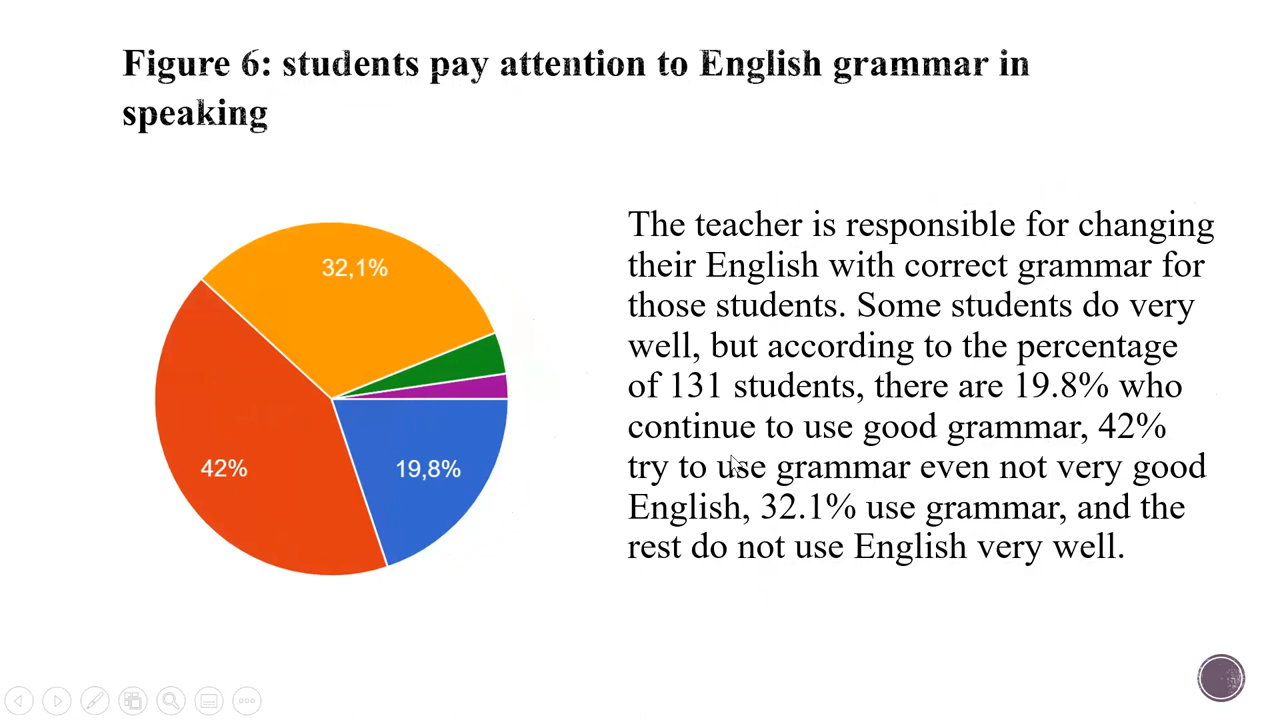 Figure 6: students pay attention to English grammar in
speaking
32,1%
42%
19,8%
The teacher is responsible for changing
their English with correct grammar for
those students. Some students do very
well, but according to the percentage
of 131 students, there are 19.8% who
continue to use good grammar, 42%
try to use grammar even not very good
English, 32.1% use grammar, and the
rest do not use English very well.